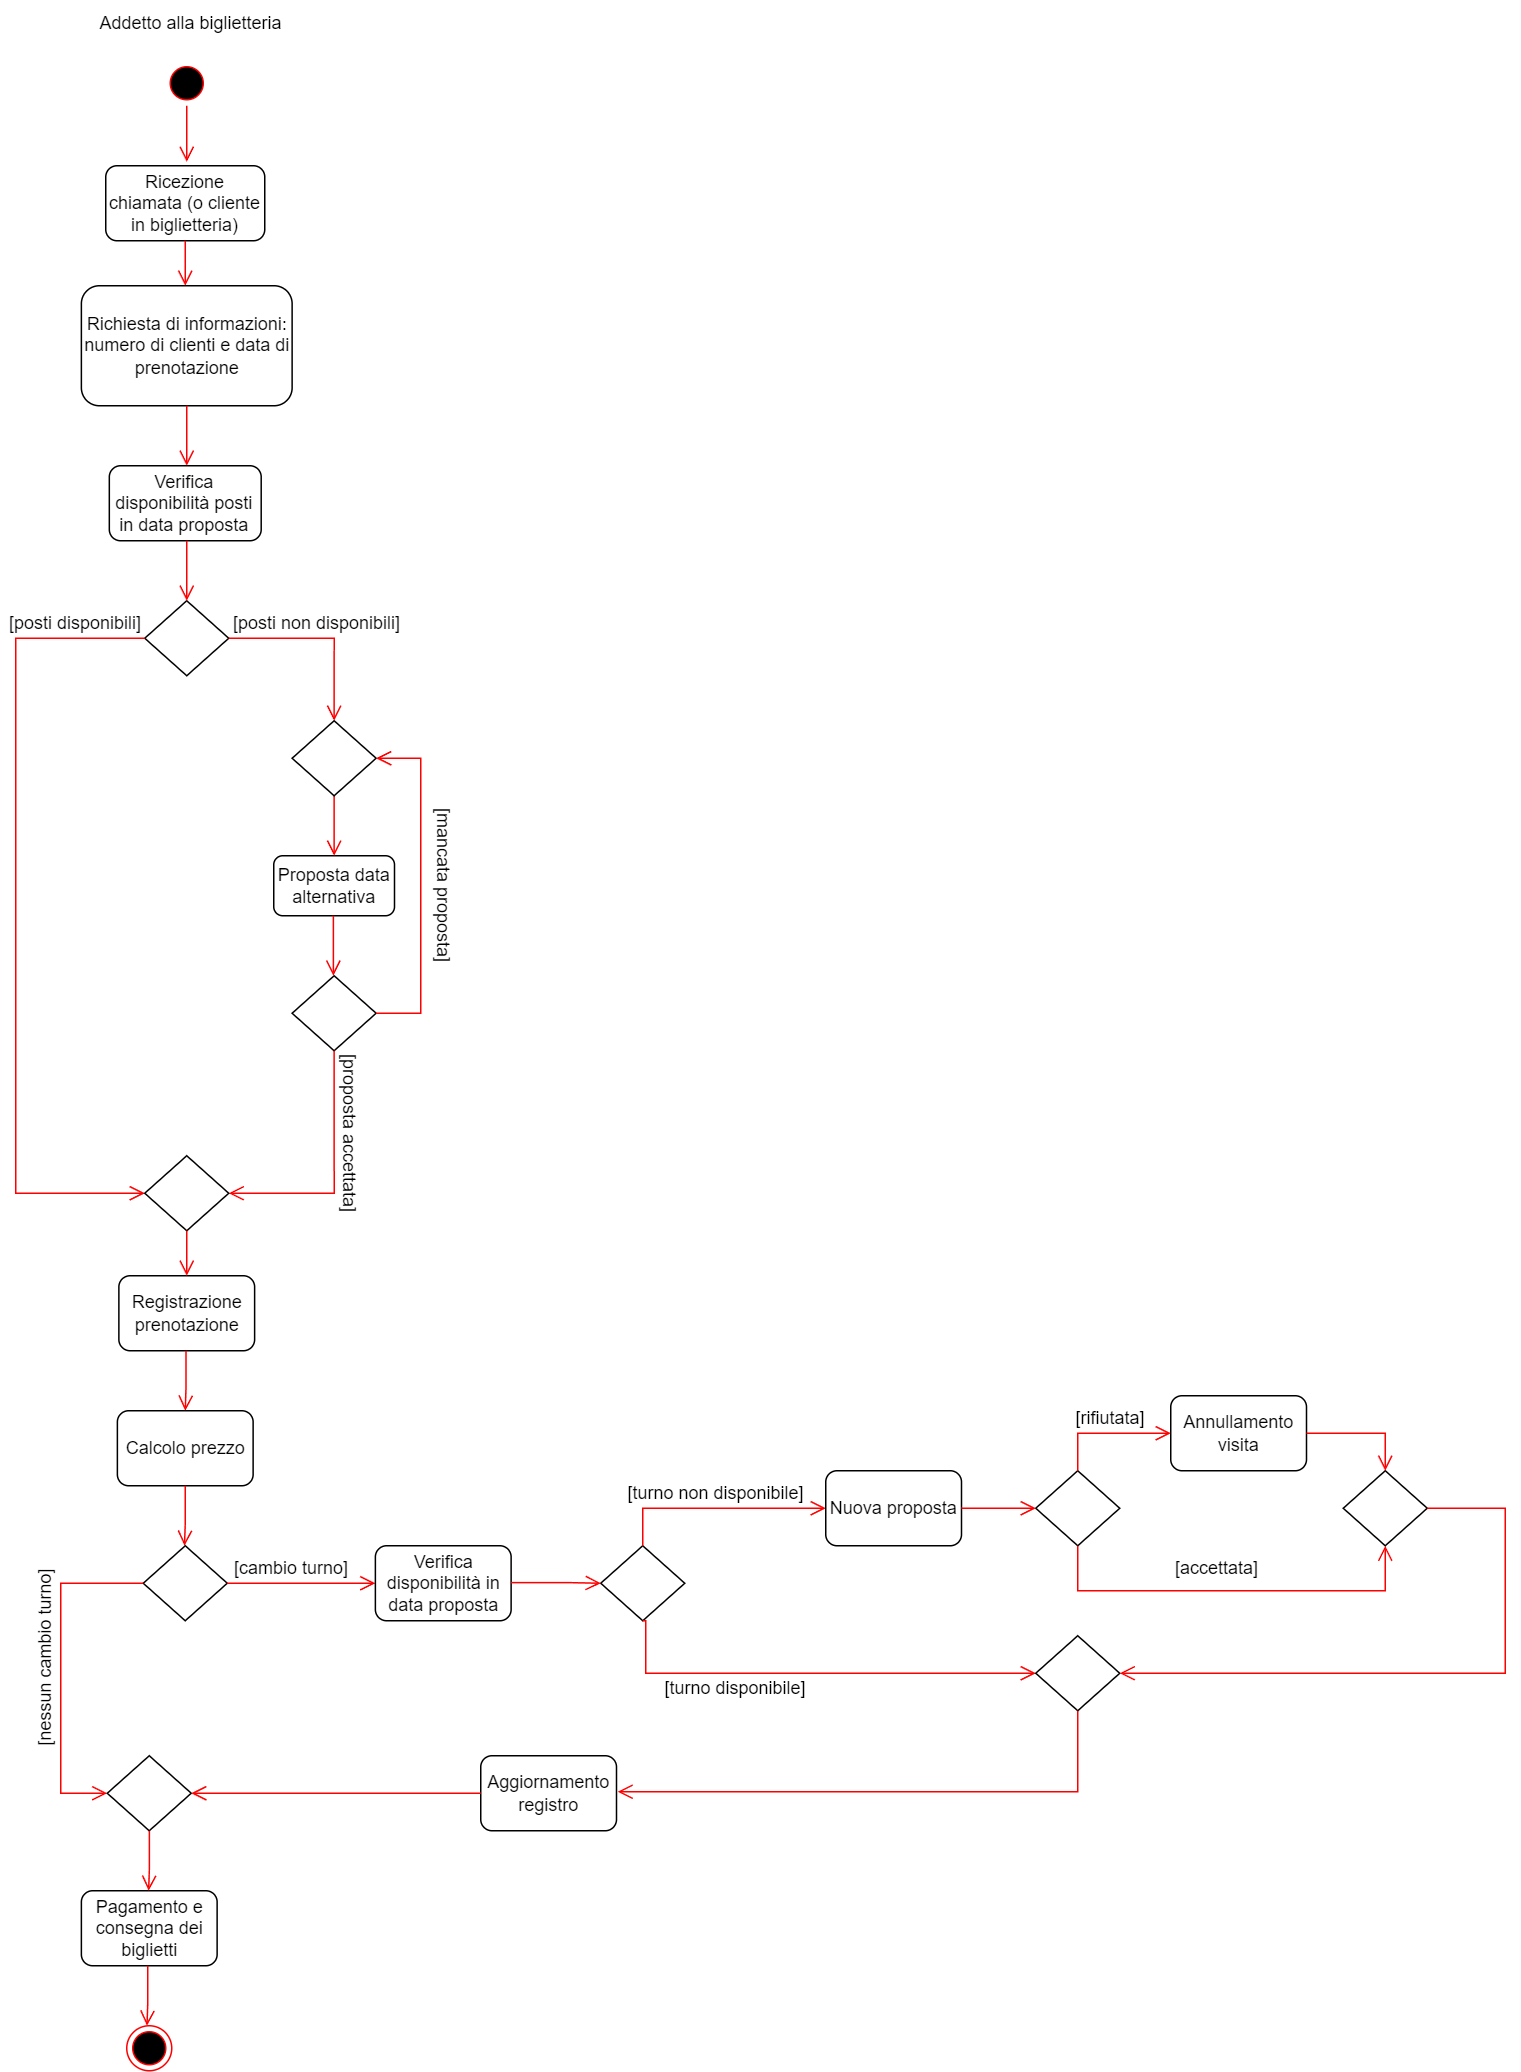 Addetto alla biglietteria
Ricezione
chiamata (o cliente
in biglietteria)
Richiesta di informazioni:
numero di clienti e data di
prenotazione
Verifica
disponibilità posti
in data proposta
[posti disponibili]
[posti non disponibili]
[mancata proposta]
Proposta data
alternativa
[proposta accettata]
Registrazione
prenotazione
Calcolo prezzo
[nessun cambio turno]
[cambio turno]
Verifica
disponibilità in
data proposta
[turno non disponibile]
Nuova proposta
[rifiutata]
Annullamento
visita
[accettata]
[turno disponibile]
Aggiornamento
registro
Pagamento e
consegna dei
biglietti